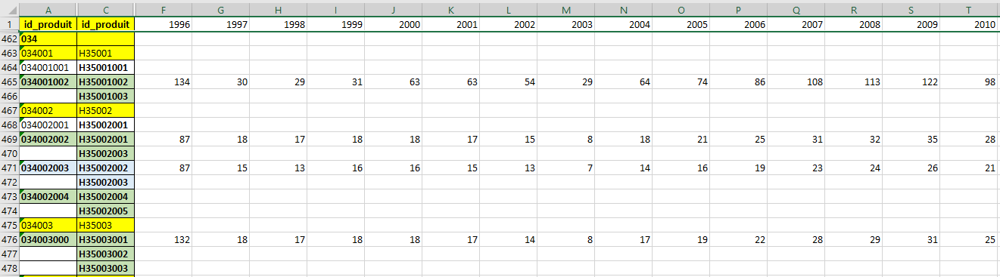 A C F G H I J K L M N O P Q R S T
1 id_produit id_produit 1996 1997 1998 1999 2000 2001 2002 2003 2004 2005 2006 2007 2008 2009 2010
462 034
463 034001 H35001
464 034001001 H35001001
465 034001002 H35001002 134 30 29 31 63 63 54 29 64 74 86 108 113 122 98
466 H35001003
467 034002 H35002
468 034002001 H35002001
469 034002002 H35002001 87 18 17 18 18 17 15 8 18 21 25 31 32 35 28
470 H35002003
471 034002003 H35002002 87 15 13 16 16 15 13 7 14 16 19 23 24 26 21
472 H35002003
473 034002004 H35002004
474 H35002005
475 034003 H35003
476 034003000 H35003001 132 18 17 18 18 17 14 8 17 19 22 28 29 31 25
477 H35003002
478 H35003003